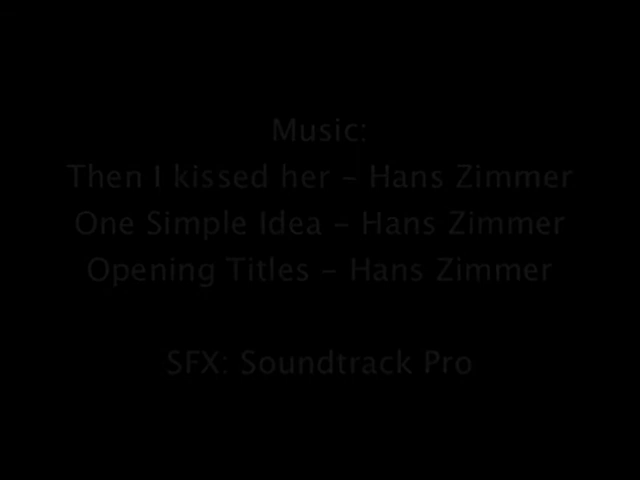 Music:
Then I kissed her – Hans Zimmer
One Simple Idea – Hans Zimmer
Opening Titles – Hans Zimmer
SFX: Soundtrack Pro